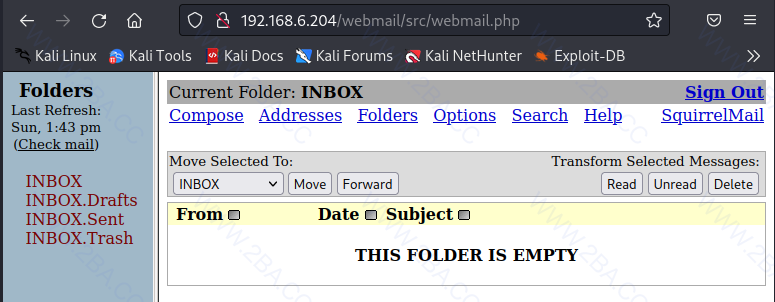 192.168.6.204/webmail/src/webmail.php
Kali Linux Kali Tools Kali Docs Kali Forums Kali NetHunter Exploit-DB
Folders
Last Refresh:
Sun, 1:43 pm
(Check mail)
INBOX
INBOX.Drafts
INBOX.Sent
INBOX.Trash
Current Folder: INBOX Sign Out
Compose Addresses Folders Options Search Help SquirrelMail
Move Selected To: Transform Selected Messages:
INBOX Move Forward Read Unread Delete
From Date Subject
THIS FOLDER IS EMPTY
WWW.2BA.CC